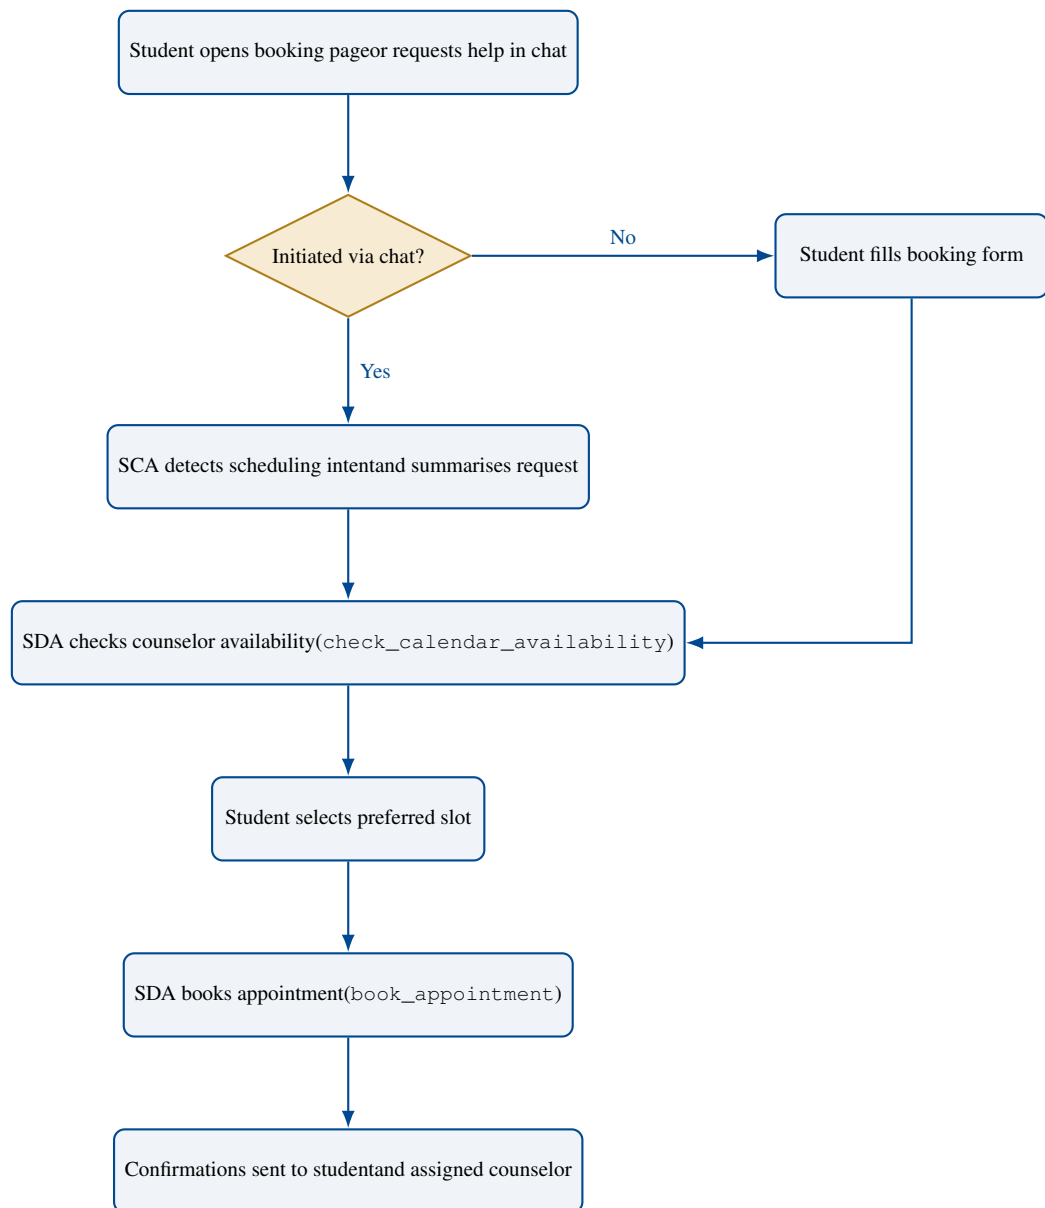 Student opens booking pageor requests help in chat
Initiated via chat?
No
Student fills booking form
Yes
SCA detects scheduling intentand summarises request
SDA checks counselor availability(check_calendar_availability)
Student selects preferred slot
SDA books appointment(book_appointment)
Confirmations sent to studentand assigned counselor